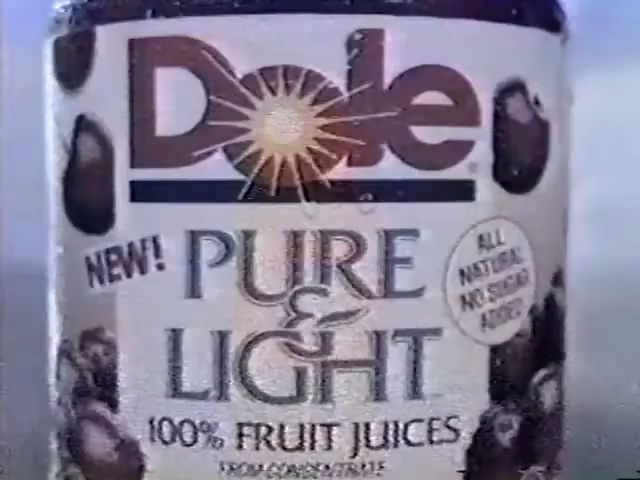 Dole
NEW!
PURE
&
LIGHT
ALL
NATURAL
NO SUGAR
ADDED
100% FRUIT JUICES
FROM CONCENTRATE